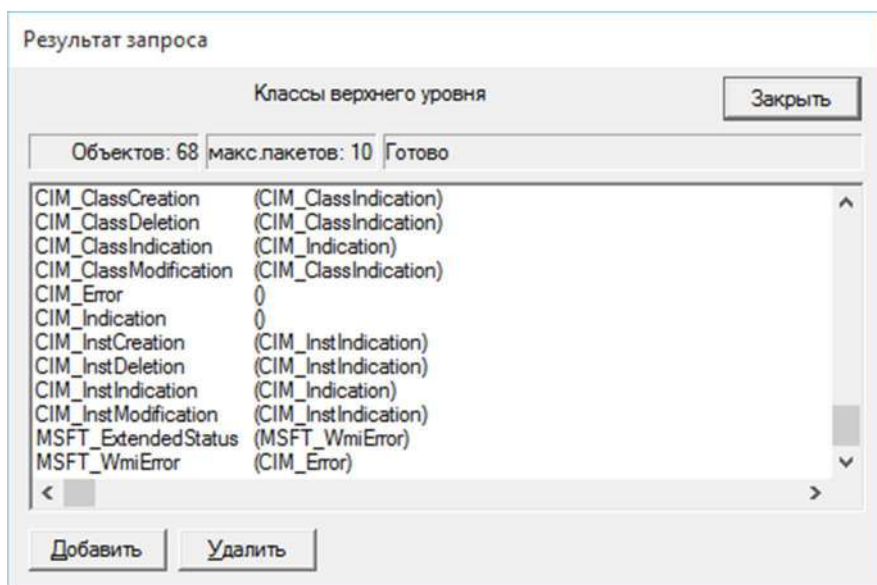 Результат запроса
Классы верхнего уровня
Закрыть
Объектов: 68 макс.пакетов: 10 Готово
CIM_ClassCreation (CIM_ClassIndication)
CIM_ClassDeletion (CIM_ClassIndication)
CIM_ClassIndication (CIM_Indication)
CIM_ClassModification (CIM_ClassIndication)
CIM_Error ()
CIM_Indication ()
CIM_InstCreation (CIM_InstIndication)
CIM_InstDeletion (CIM_InstIndication)
CIM_InstIndication (CIM_Indication)
CIM_InstModification (CIM_InstIndication)
MSFT_ExtendedStatus (MSFT_WmiError)
MSFT_WmiError (CIM_Error)
Добавить Удалить